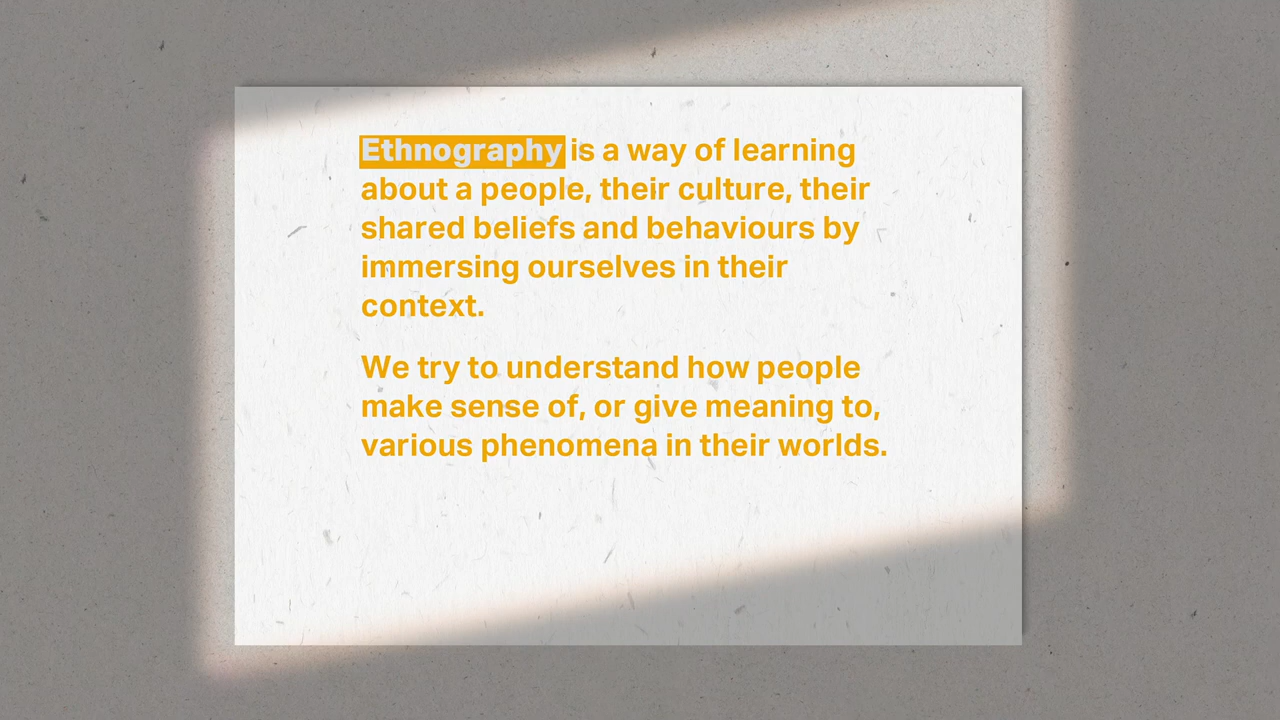 Ethnography is a way of learning
about a people, their culture, their
shared beliefs and behaviours by
immersing ourselves in their
context.
We try to understand how people
make sense of, or give meaning to,
various phenomena in their worlds.